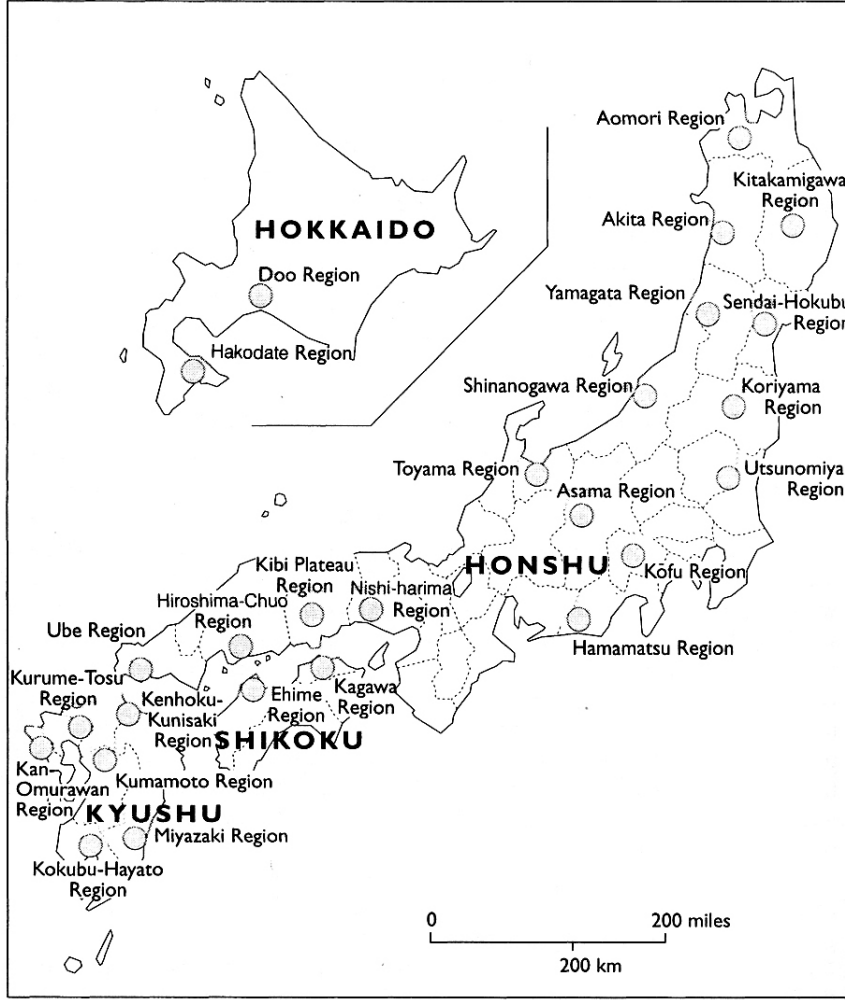 Aomori Region
Kitakamigawa
Region
HOKKAIDO
Akita Region
Doo Region
Yamagata Region
Sendai-Hokubu
Region
Hakodate Region
Shinanogawa Region
Koriyama
Region
Toyama Region
Utsunomiya
Region
Asama Region
HONSHU
Kofu Region
Kibi Plateau
Region
Nishi-harima
Region
Hiroshima-Chuo
Region
Ube Region
Hamamatsu Region
Kurume-Tosu
Region
Kenhoku-
Kunisaki
Region
Ehime
Region
Kagawa
Region
SHIKOKU
Kan-
Omurawan
Region
Kumamoto Region
KYUSHU
Miyazaki Region
Kokubu-Hayato
Region
0
200 miles
200 km